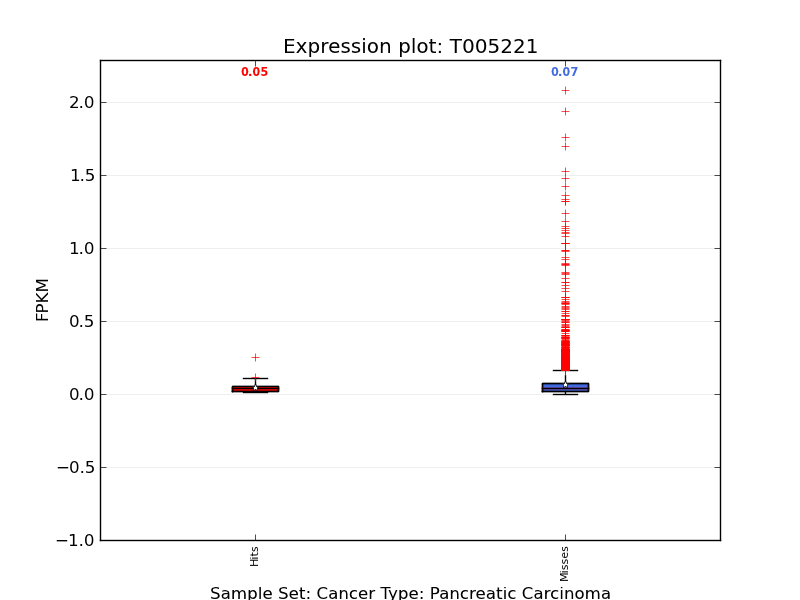 Expression plot: T005221
0.05
0.07
2.0
1.5
1.0
0.5
0.0
−0.5
−1.0
FPKM
Hits
Misses
Sample Set: Cancer Type: Pancreatic Carcinoma